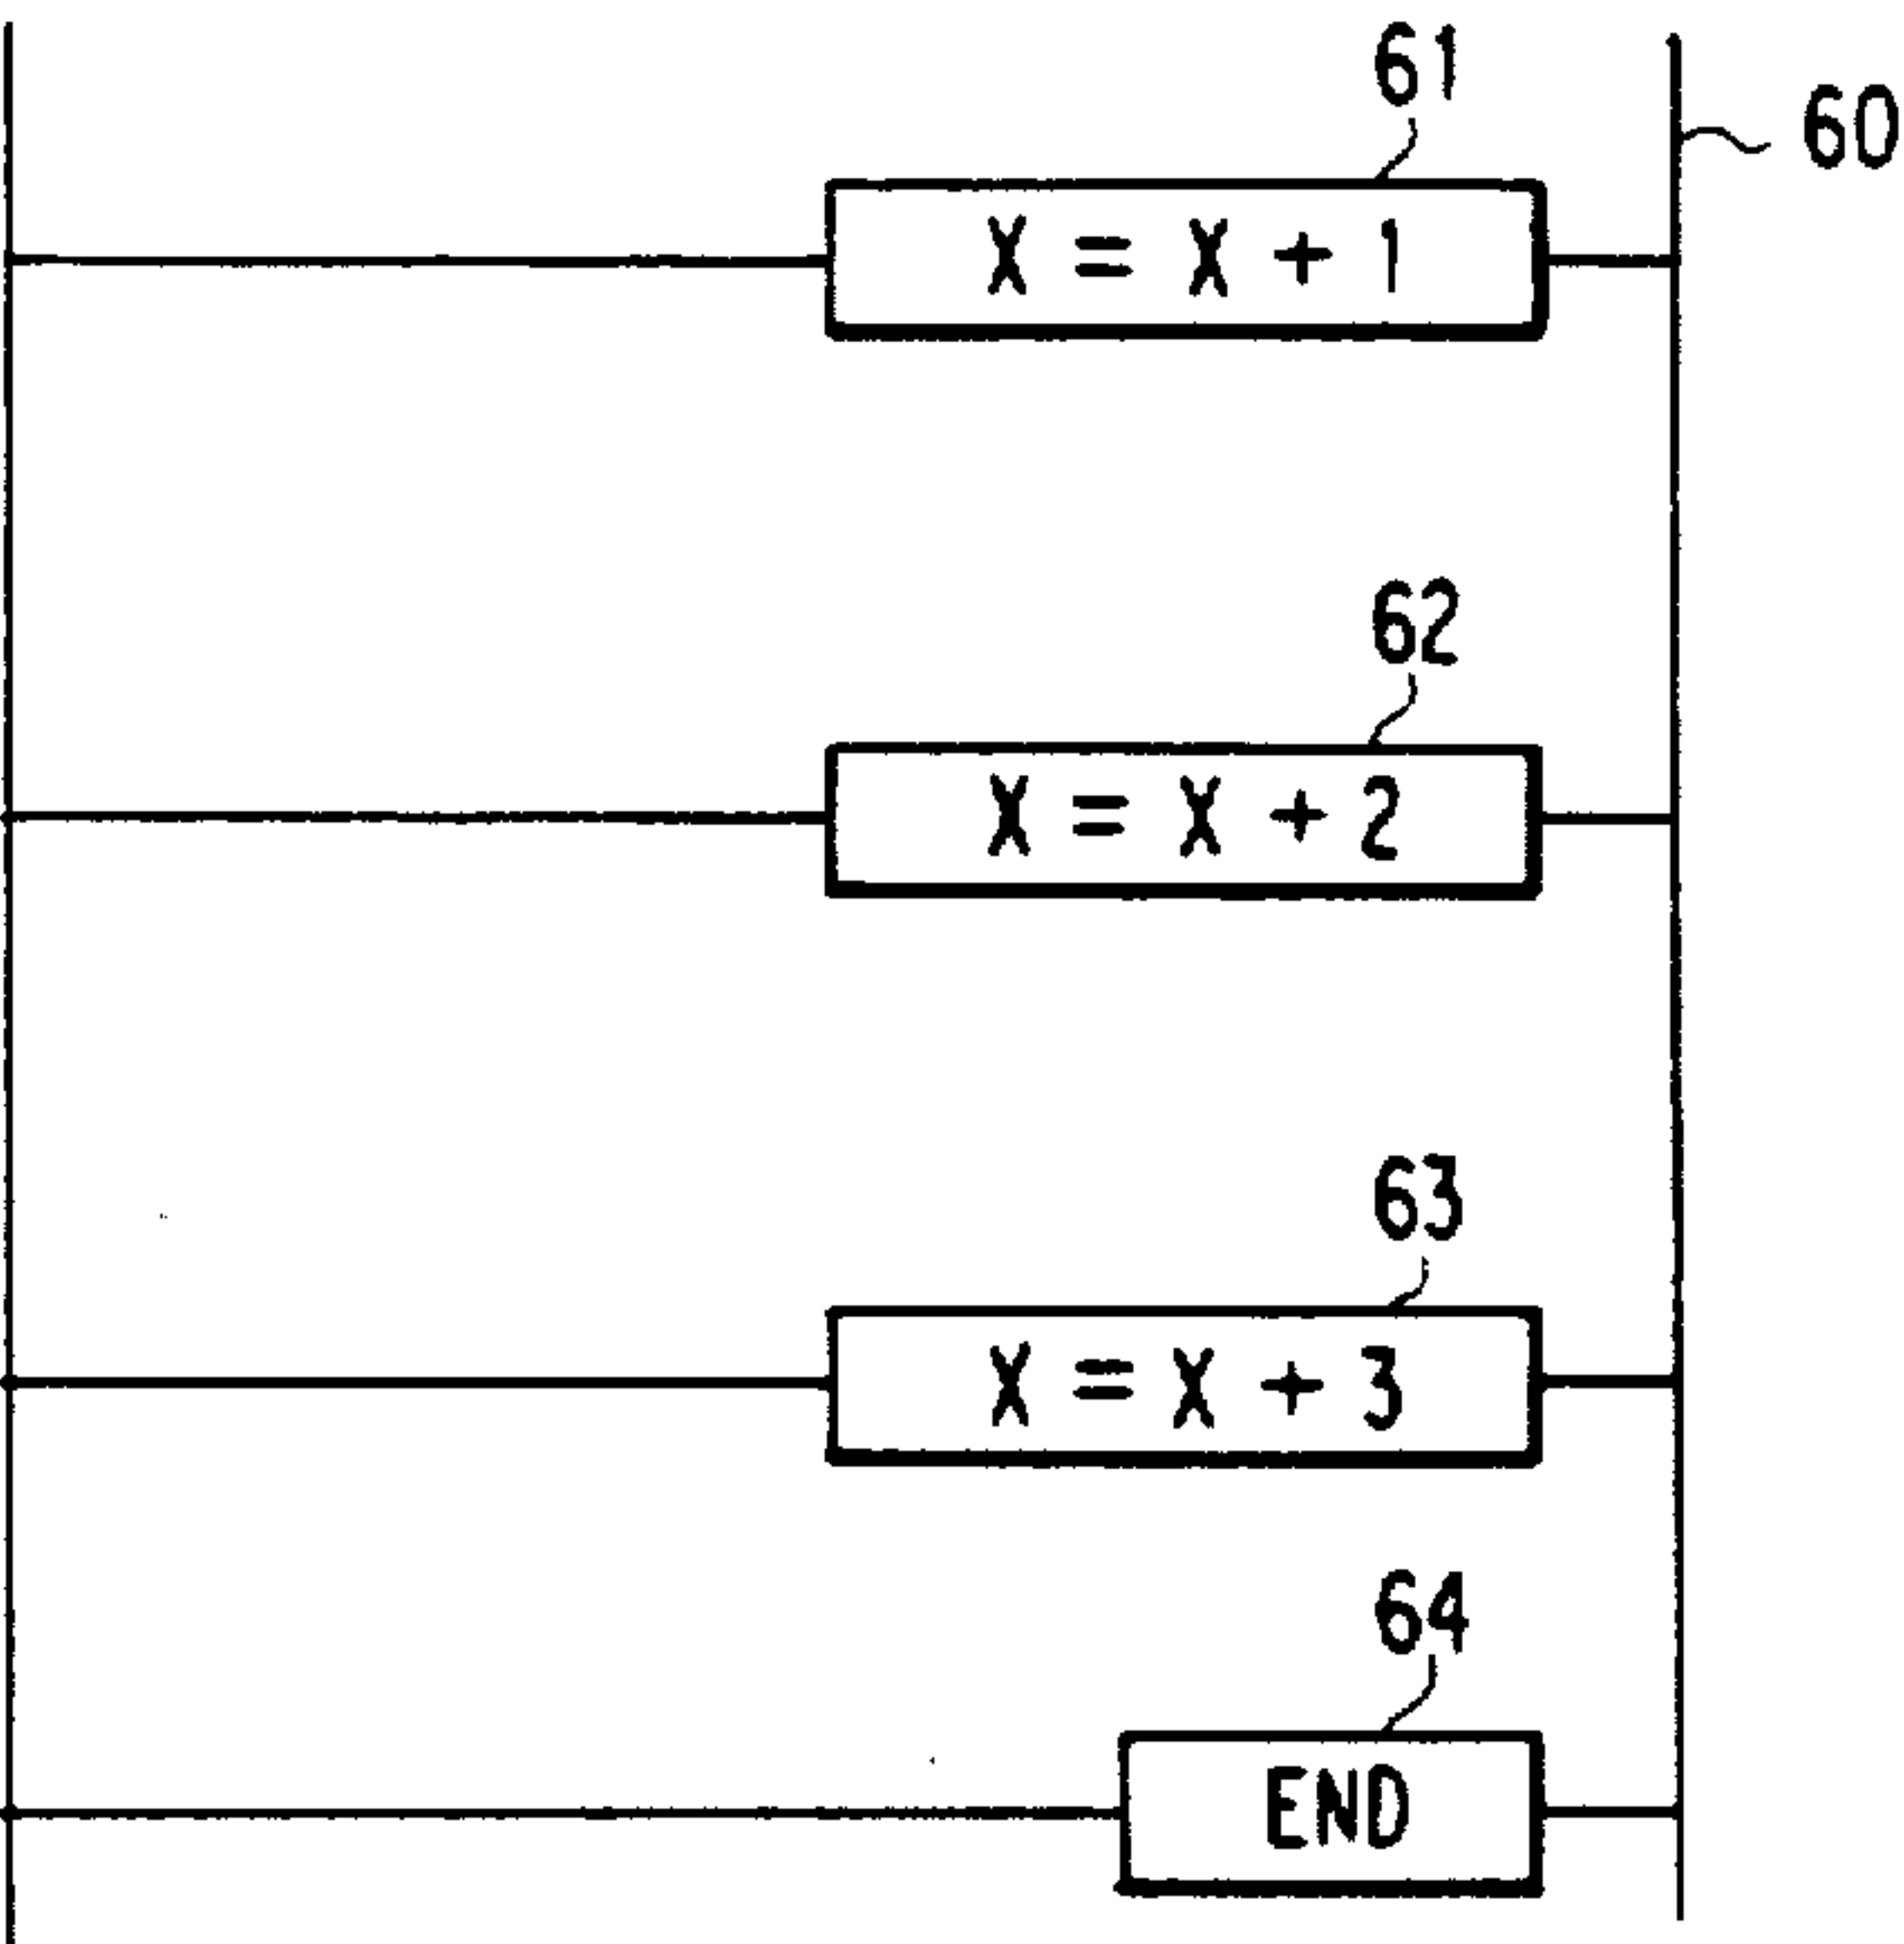 61
60
X = X + 1
62
X = X + 2
63
X = X + 3
64
END